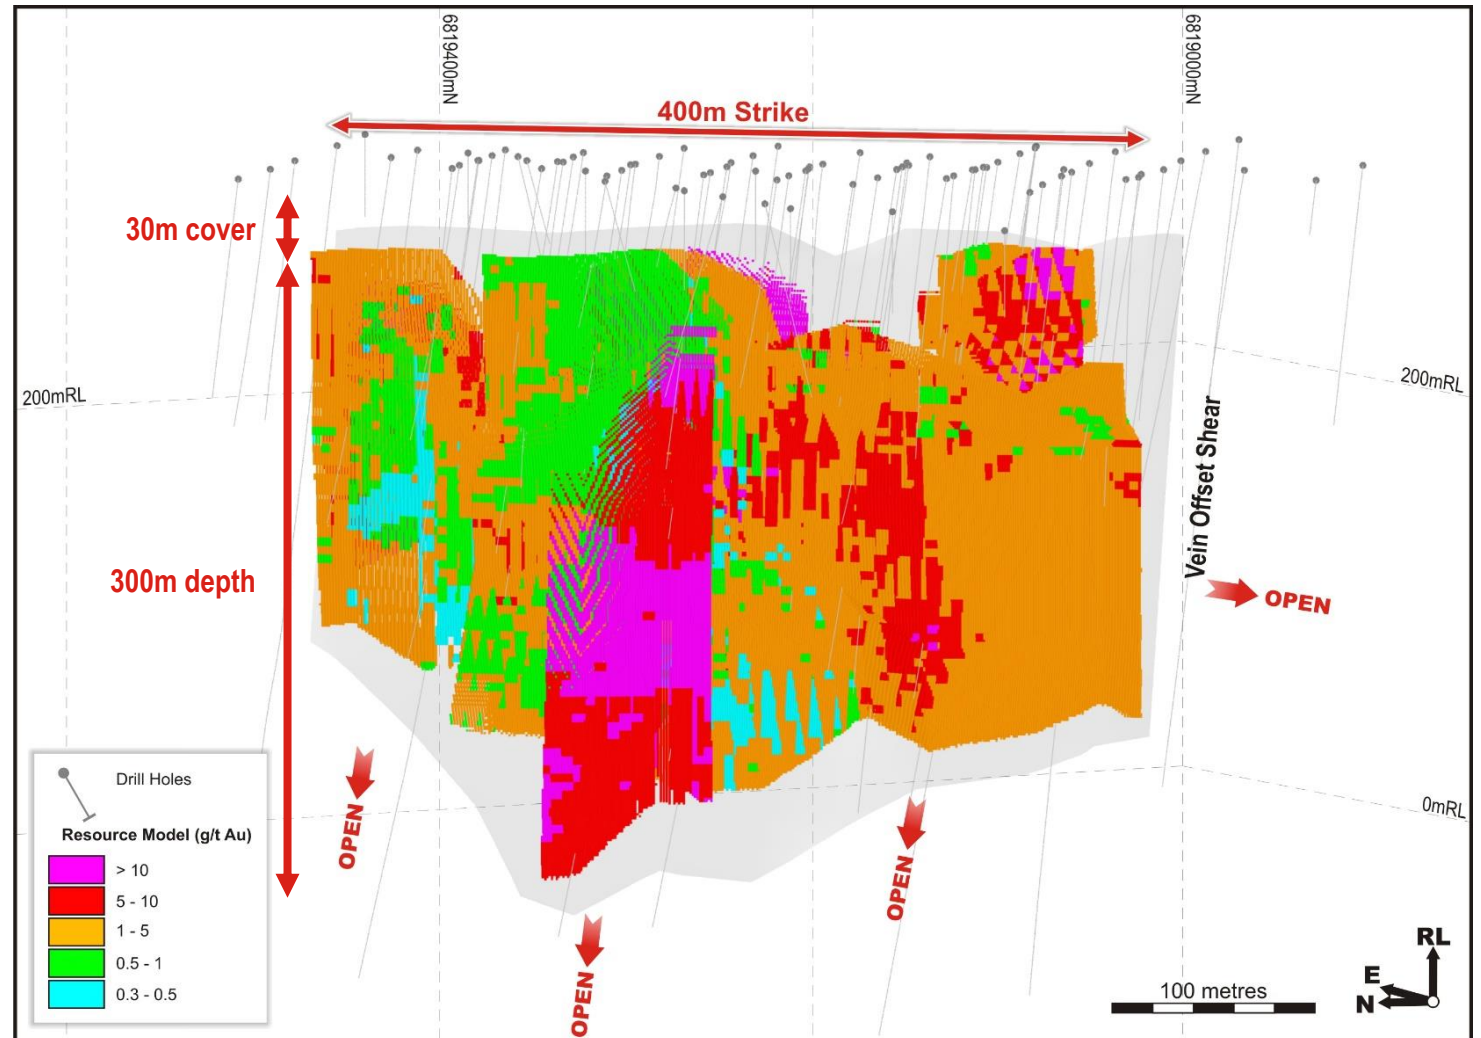 6819400mN
6819000mN
400m Strike
30m cover
200mRL
200mRL
Vein Offset Shear
300m depth
OPEN
OPEN
OPEN
OPEN
0mRL
Drill Holes
Resource Model (g/t Au)
> 10
5 - 10
1 - 5
0.5 - 1
0.3 - 0.5
100 metres
RL
E
N